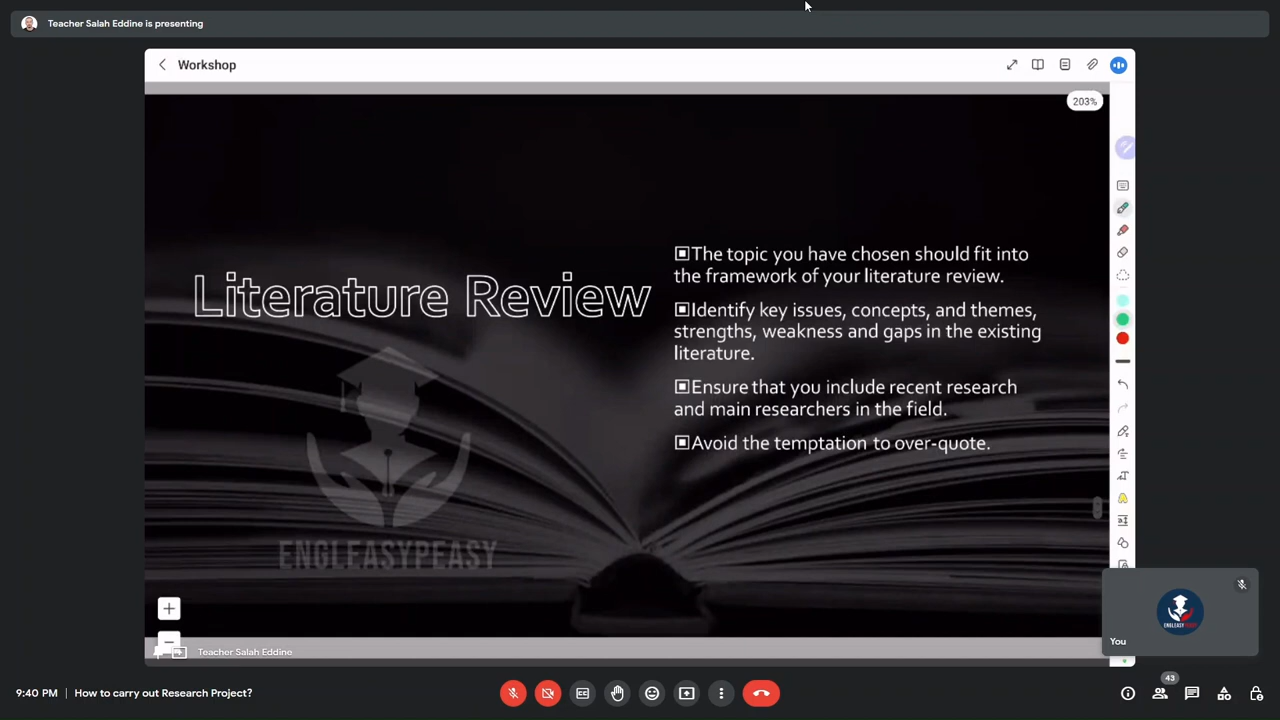 Teacher Salah Eddine is presenting
Workshop
203%
Literature Review
The topic you have chosen should fit into
the framework of your literature review.
Identify key issues, concepts, and themes,
strengths, weakness and gaps in the existing
literature.
Ensure that you include recent research
and main researchers in the field.
Avoid the temptation to over-quote.
ENGLEASYPEASY
Teacher Salah Eddine
ENGLEASY PEASY
You
9:40 PM | How to carry out Research Project?
43